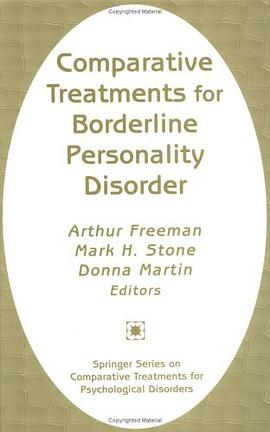 Copyrighted Material
Comparative
Treatments for
Borderline
Personality
Disorder
Arthur Freeman
Mark H. Stone
Donna Martin
Editors
Springer Series on
Comparative Treatments for
Psychological Disorders
Copyrighted Material